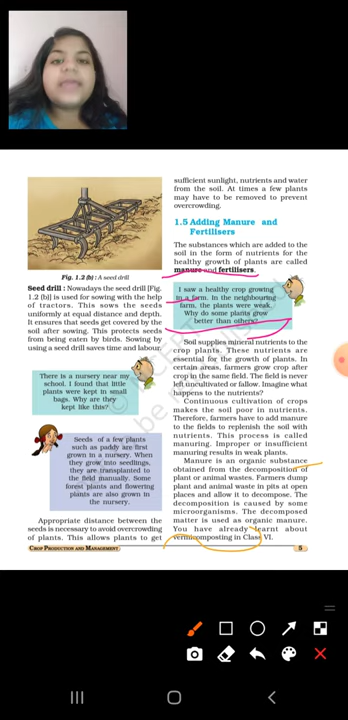 Fig. 1.2 (b) : A seed drill
Seed drill : Nowadays the seed drill [Fig.
1.2 (b)] is used for sowing with the help
of tractors. This sows the seeds
uniformly at equal distance and depth.
It ensures that seeds get covered by the
soil after sowing. This protects seeds
from being eaten by birds. Sowing by
using a seed drill saves time and labour.
There is a nursery near my
school. I found that little
plants were kept in small
bags. Why are they
kept like this?
Seeds of a few plants
such as paddy are first
grown in a nursery. When
they grow into seedlings,
they are transplanted to
the field manually. Some
forest plants and flowering
plants are also grown in
the nursery.
Appropriate distance between the
seeds is necessary to avoid overcrowding
of plants. This allows plants to get
sufficient sunlight, nutrients and water
from the soil. At times a few plants
may have to be removed to prevent
overcrowding.
1.5 Adding Manure and
Fertilisers
The substances which are added to the
soil in the form of nutrients for the
healthy growth of plants are called
manure and fertilisers.
I saw a healthy crop growing
in a farm. In the neighbouring
farm, the plants were weak.
Why do some plants grow
better than others?
Soil supplies mineral nutrients to the
crop plants. These nutrients are
essential for the growth of plants. In
certain areas, farmers grow crop after
crop in the same field. The field is never
left uncultivated or fallow. Imagine what
happens to the nutrients?
Continuous cultivation of crops
makes the soil poor in nutrients.
Therefore, farmers have to add manure
to the fields to replenish the soil with
nutrients. This process is called
manuring. Improper or insufficient
manuring results in weak plants.
Manure is an organic substance
obtained from the decomposition of
plant or animal wastes. Farmers dump
plant and animal waste in pits at open
places and allow it to decompose. The
decomposition is caused by some
microorganisms. The decomposed
matter is used as organic manure.
You have already learnt about
vermicomposting in Class VI.
CROP PRODUCTION AND MANAGEMENT
5